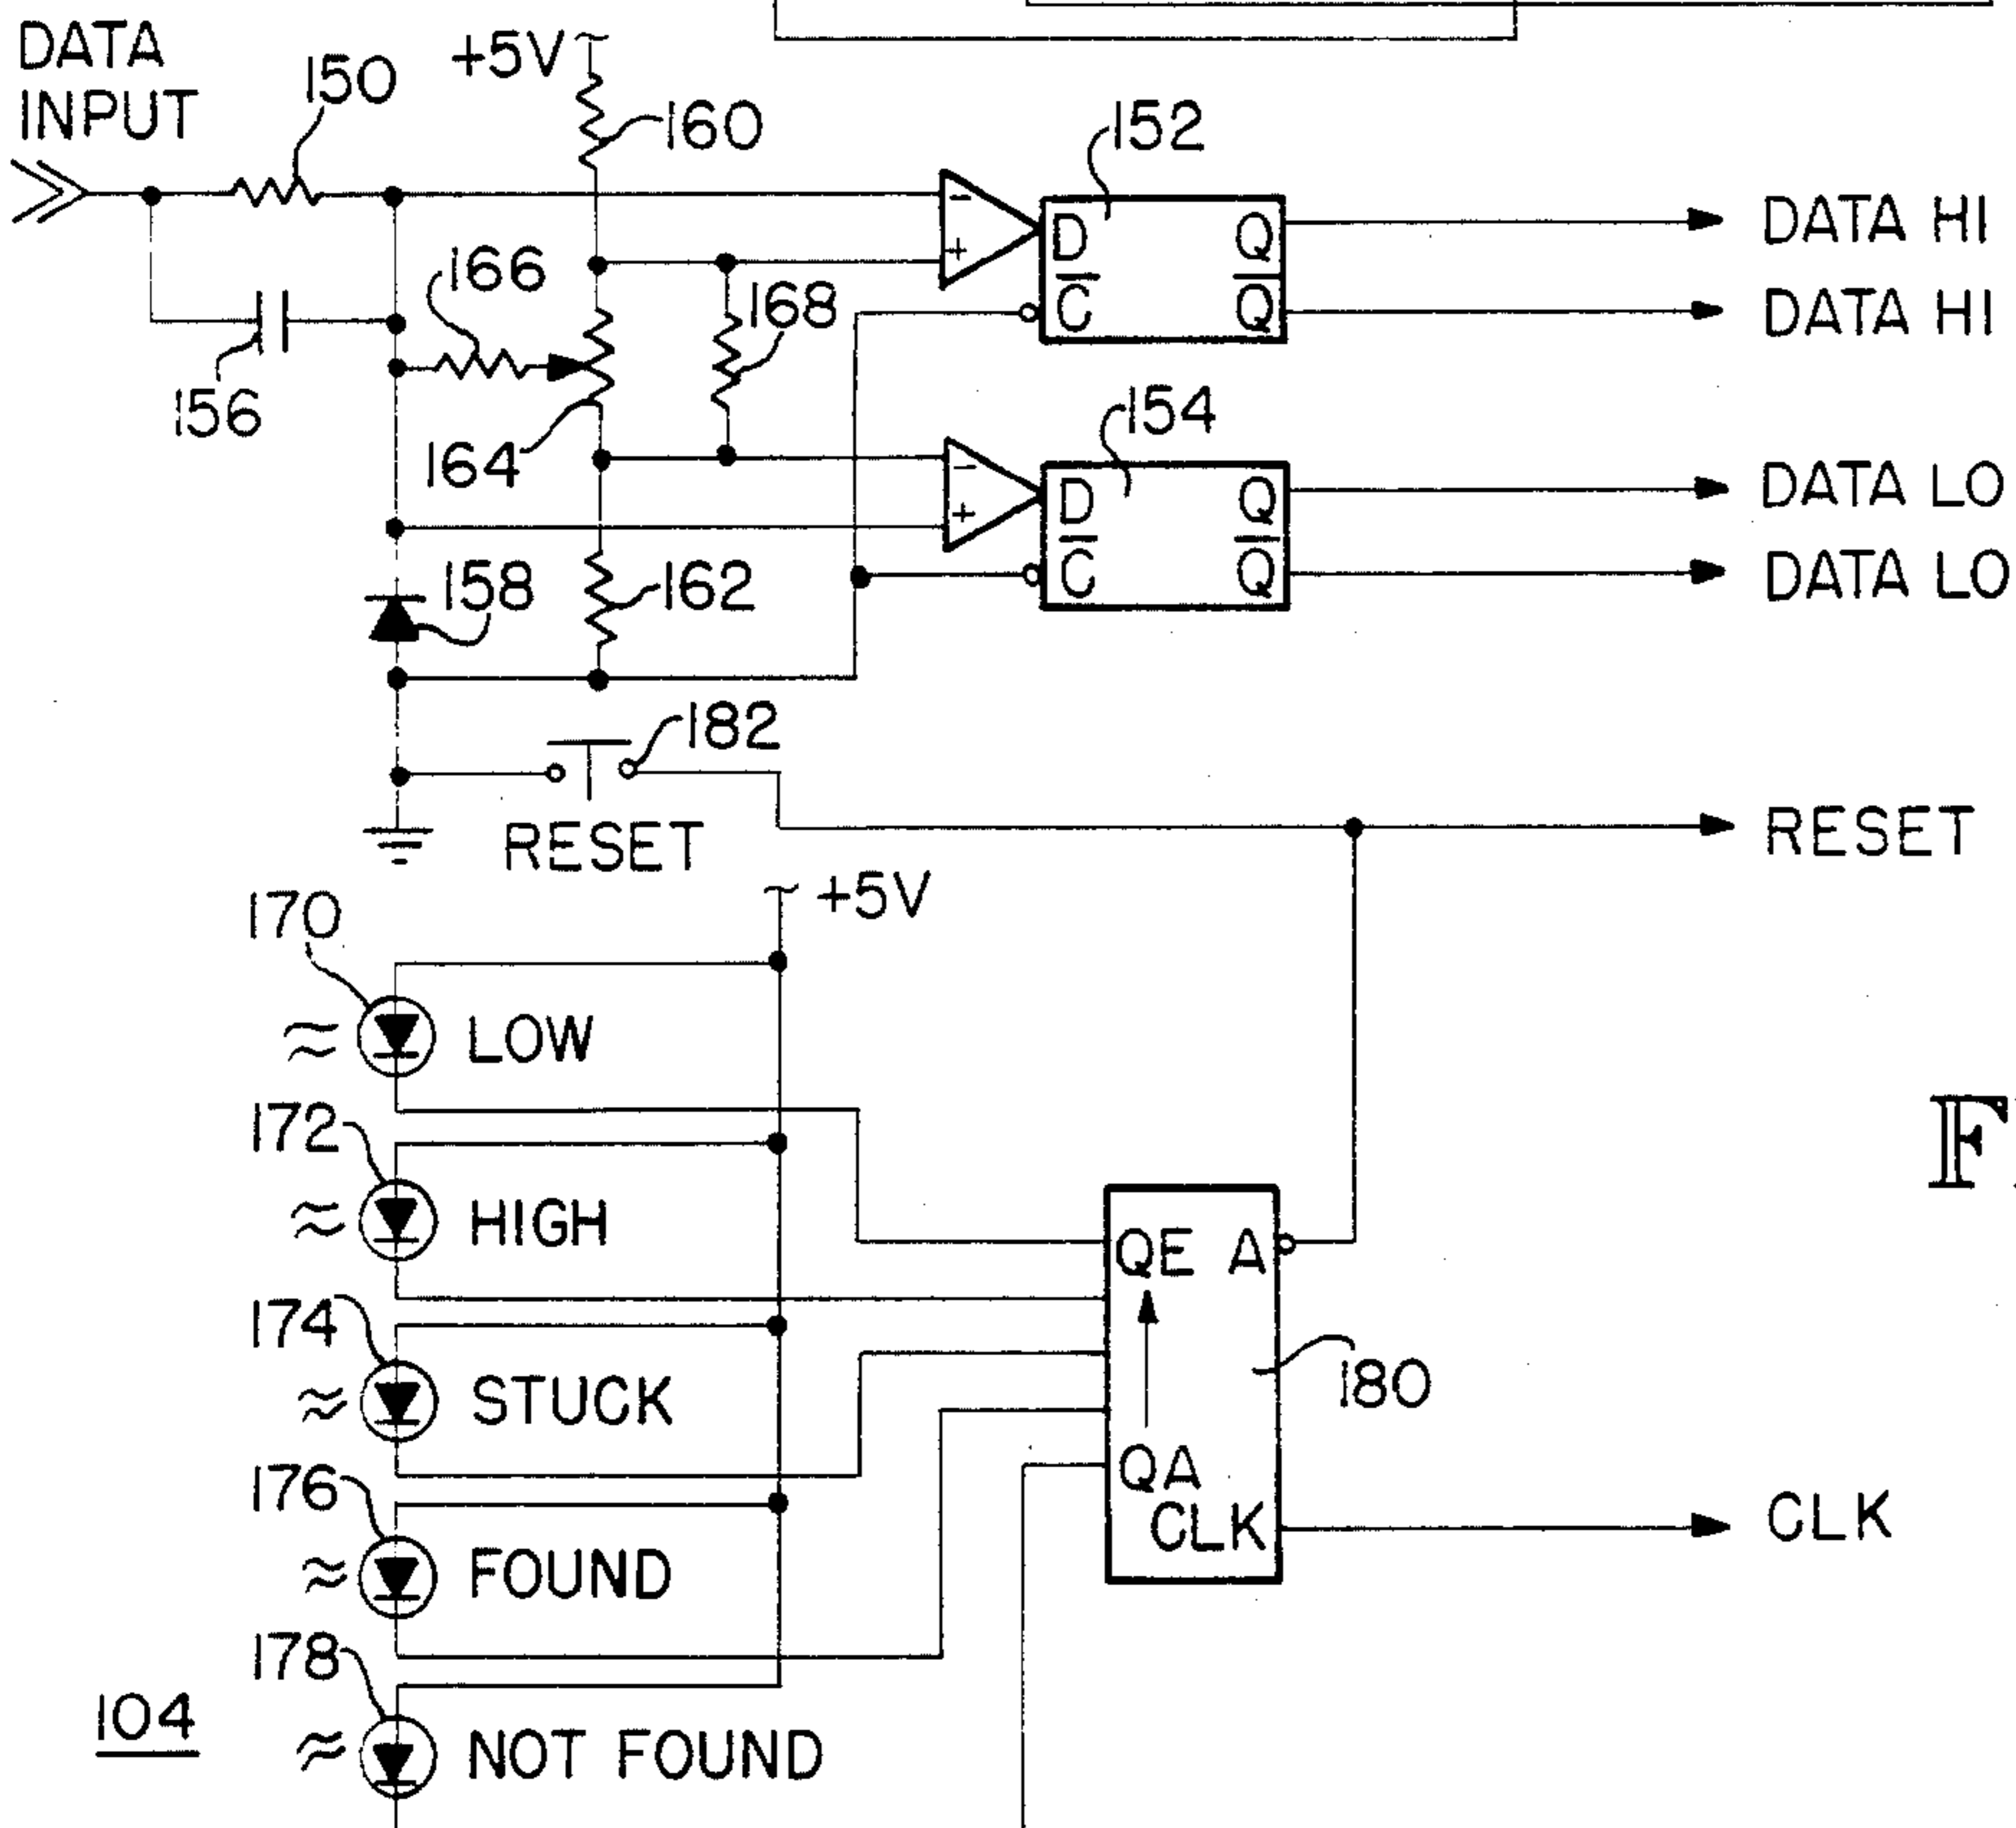 DATA
INPUT
150
+5V
160
152
D Q
C̅ Q̅
DATA HI
DATA HI
166
168
156
164
154
D Q
C̅ Q̅
DATA LO
DATA LO
158
162
182
RESET
RESET
+5V
170
LOW
172
HIGH
QE A
174
STUCK
180
176
FOUND
QA
CLK
CLK
178
NOT FOUND
104